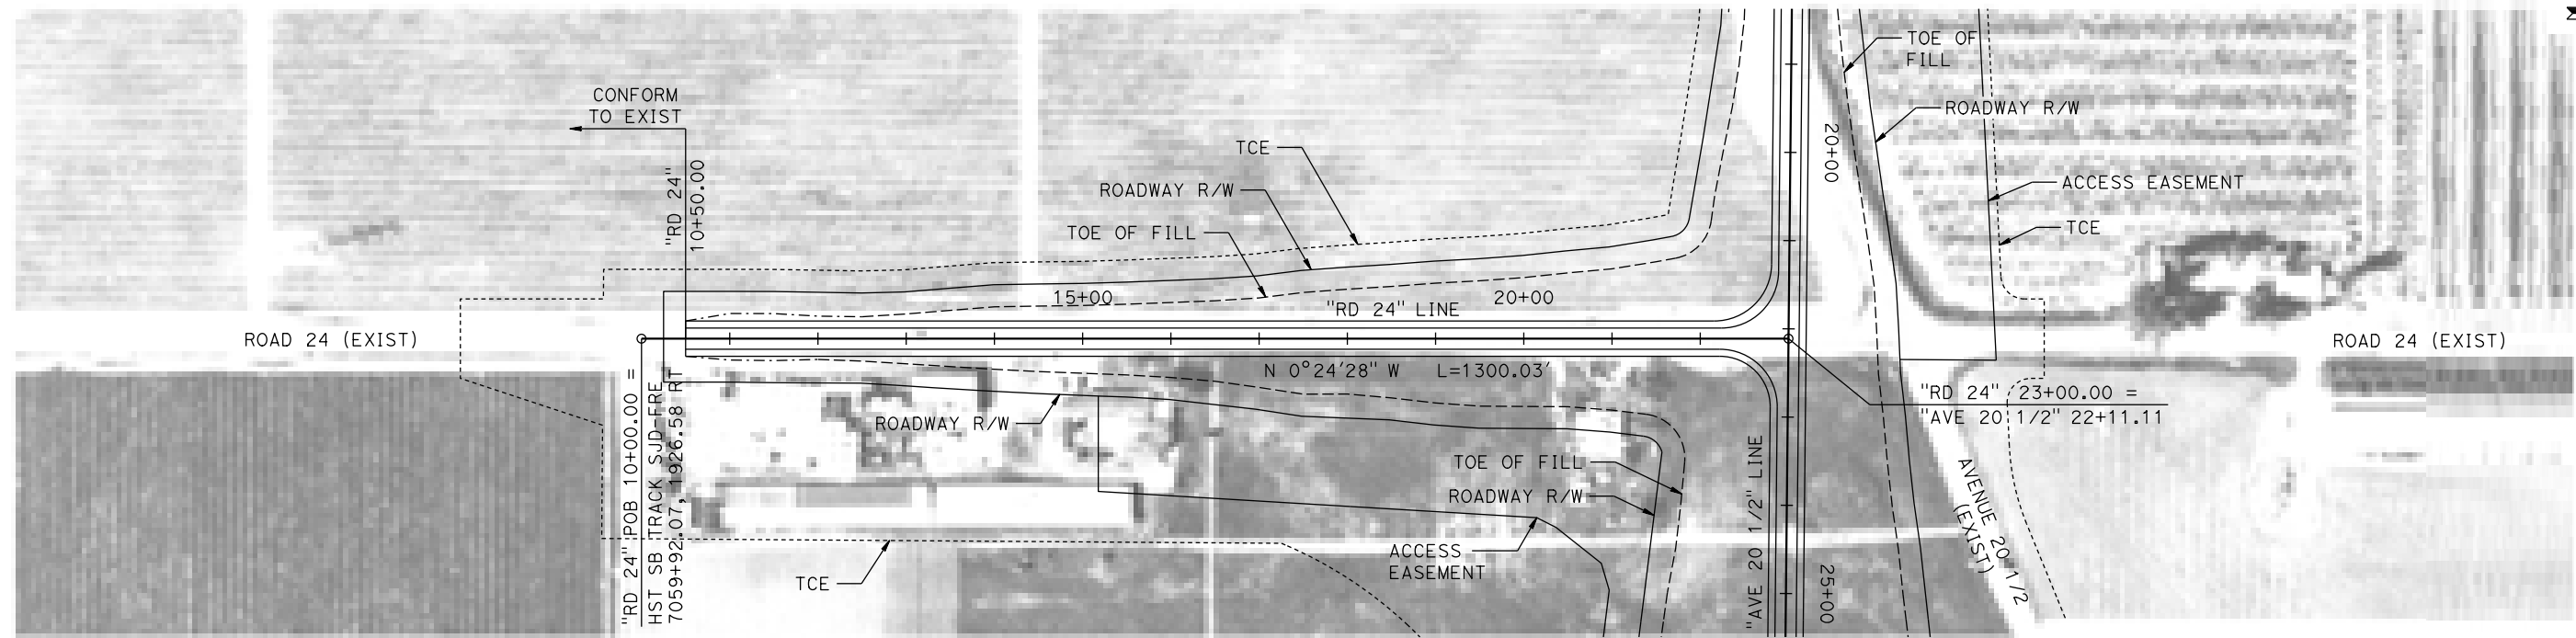 TOE OF
FILL
CONFORM
TO EXIST
ROADWAY R/W
TCE
20+00
"RD 24"
10+50.00
ROADWAY R/W
ACCESS EASEMENT
TOE OF FILL
TCE
15+00
20+00
"RD 24" LINE
ROAD 24 (EXIST)
ROAD 24 (EXIST)
N 0°24'28" W L=1300.03'
"RD 24" 23+00.00 =
"AVE 20 1/2" 22+11.11
ROADWAY R/W
"RD 24" POB 10+00.00 =
HST SB TRACK SJD-FRE
7059+92.07, 1926.58 RT
TOE OF FILL
ROADWAY R/W
"AVE 20 1/2" LINE
AVENUE 20 1/2
(EXIST)
ACCESS
EASEMENT
TCE
25+00